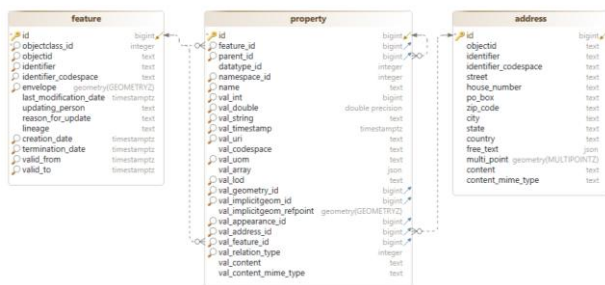 feature
id bigint
objectclass_id integer
objectid text
identifier text
identifier_codespace text
envelope geometry(GEOMETRYZ)
last_modification_date timestamptz
updating_person text
reason_for_update text
lineage text
creation_date timestamptz
termination_date timestamptz
valid_from timestamptz
valid_to timestamptz
property
id bigint
feature_id bigint
parent_id bigint
datatype_id integer
namespace_id integer
name text
val_int bigint
val_double double precision
val_string text
val_timestamp timestamptz
val_uri text
val_codespace text
val_uom text
val_array json
val_lod text
val_geometry_id bigint
val_implicitgeom_id bigint
val_implicitgeom_refpoint geometry(GEOMETRYZ)
val_appearance_id bigint
val_address_id bigint
val_feature_id bigint
val_relation_type integer
val_content text
val_content_mime_type text
address
id bigint
objectid text
identifier text
identifier_codespace text
street text
house_number text
po_box text
zip_code text
city text
state text
country text
free_text json
multi_point geometry(MULTIPOINTZ)
content text
content_mime_type text